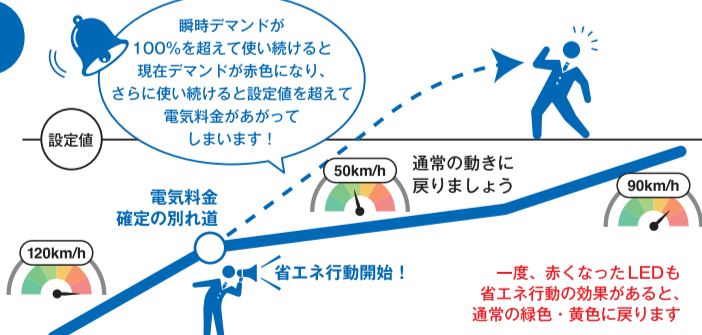 瞬時デマンドが
100%を超えて使い続けると
現在デマンドが赤色になり、
さらに使い続けると設定値を超えて
電気料金があがって
しまいます！
設定値
50km/h
通常の動きに
戻りましょう
90km/h
電気料金
確定の別れ道
120km/h
省エネ行動開始！
一度、赤くなったLEDも
省エネ行動の効果があると、
通常の緑色・黄色に戻ります